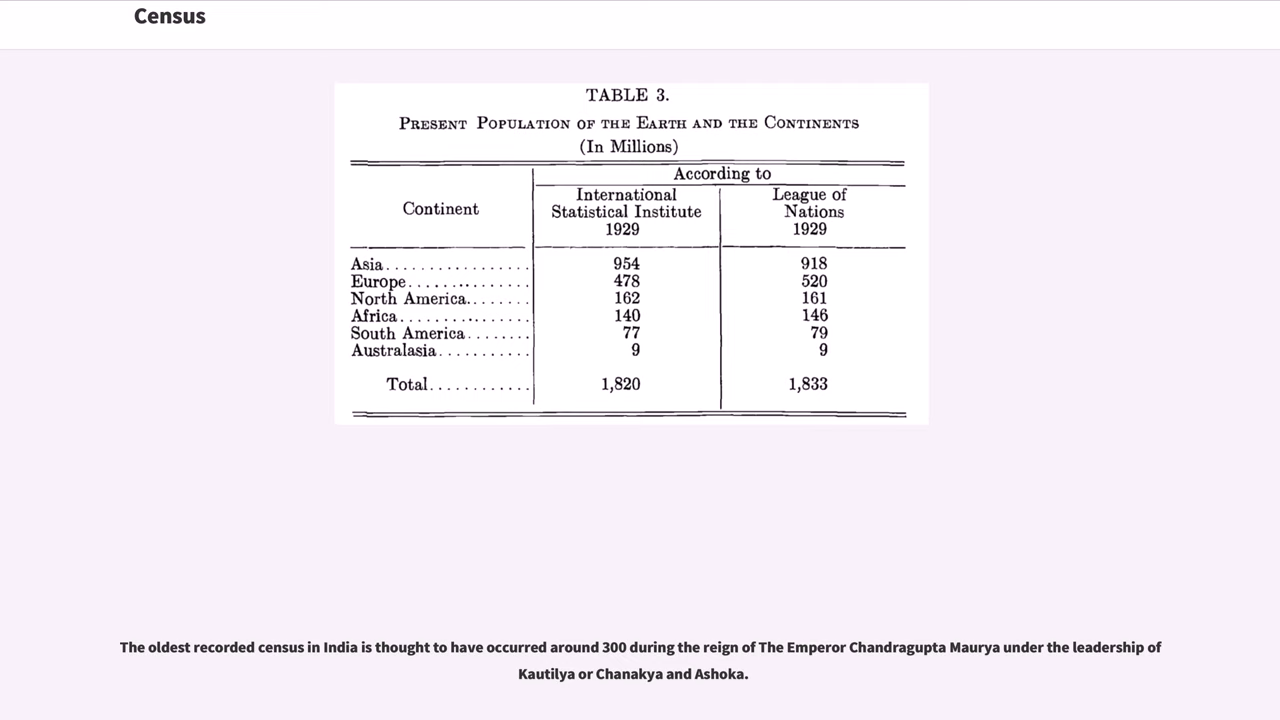 Census
TABLE 3.
PRESENT POPULATION OF THE EARTH AND THE CONTINENTS
(In Millions)
According to
Continent
International
Statistical Institute
1929
League of
Nations
1929
Asia................. 954 918
Europe.............. 478 520
North America........ 162 161
Africa............... 140 146
South America........ 77 79
Australasia........... 9 9
Total............ 1,820 1,833
The oldest recorded census in India is thought to have occurred around 300 during the reign of The Emperor Chandragupta Maurya under the leadership of
Kautilya or Chanakya and Ashoka.